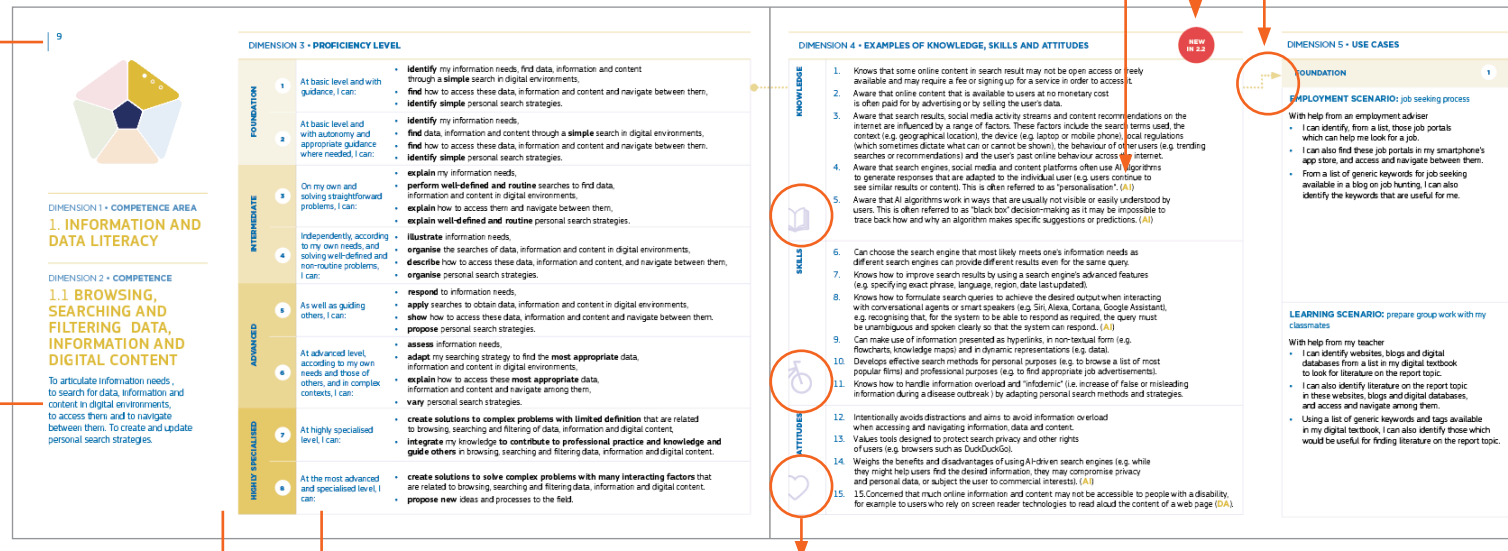 9
DIMENSION 1 • COMPETENCE AREA
1. INFORMATION AND
DATA LITERACY
DIMENSION 2 • COMPETENCE
1.1 BROWSING,
SEARCHING AND
FILTERING DATA,
INFORMATION AND
DIGITAL CONTENT
To articulate information needs ,
to search for data, information and
content in digital environments,
to access them and to navigate
between them. To create and update
personal search strategies.
DIMENSION 3 • PROFICIENCY LEVEL
FOUNDATION
1
At basic level and with
guidance, I can:
• identify my information needs, find data, information and content
through a simple search in digital environments,
• find how to access these data, information and content and navigate between them,
• identify simple personal search strategies.
2
At basic level and
with autonomy and
appropriate guidance
where needed, I can:
• identify my information needs,
• find data, information and content through a simple search in digital environments,
• find how to access these data, information and content and navigate between them.
• identify simple personal search strategies.
INTERMEDIATE
3
On my own and
solving straightforward
problems, I can:
• explain my information needs,
• perform well-defined and routine searches to find data,
information and content in digital environments,
• explain how to access them and navigate between them,
• explain well-defined and routine personal search strategies.
4
Independently, according
to my own needs, and
solving well-defined and
non-routine problems,
I can:
• illustrate information needs,
• organise the searches of data, information and content in digital environments,
• describe how to access these data, information and content, and navigate between them,
• organise personal search strategies.
ADVANCED
5
As well as guiding
others, I can:
• respond to information needs,
• apply searches to obtain data, information and content in digital environments,
• show how to access these data, information and content and navigate between them.
• propose personal search strategies.
6
At advanced level,
according to my own
needs and those of
others, and in complex
contexts, I can:
• assess information needs,
• adapt my searching strategy to find the most appropriate data,
information and content in digital environments,
• explain how to access these most appropriate data,
information and content and navigate among them,
• vary personal search strategies.
HIGHLY SPECIALISED
7
At highly specialised
level, I can:
• create solutions to complex problems with limited definition that are related
to browsing, searching and filtering of data, information and digital content,
• integrate my knowledge to contribute to professional practice and knowledge and
guide others in browsing, searching and filtering data, information and digital content.
8
At the most advanced
and specialised level, I
can:
• create solutions to solve complex problems with many interacting factors that
are related to browsing, searching and filtering data, information and digital content.
• propose new ideas and processes to the field.
DIMENSION 4 • EXAMPLES OF KNOWLEDGE, SKILLS AND ATTITUDES
NEW
IN 2.2
KNOWLEDGE
1. Knows that some online content in search result may not be open access or freely
available and may require a fee or signing up for a service in order to access it.
2. Aware that online content that is available to users at no monetary cost
is often paid for by advertising or by selling the user's data.
3. Aware that search results, social media activity streams and content recommendations on the
internet are influenced by a range of factors. These factors include the search terms used, the
context (e.g. geographical location), the device (e.g. laptop or mobile phone), local regulations
(which sometimes dictate what can or cannot be shown), the behaviour of other users (e.g. trending
searches or recommendations) and the user's past online behaviour across the internet.
4. Aware that search engines, social media and content platforms often use AI algorithms
to generate responses that are adapted to the individual user (e.g. users continue to
see similar results or content). This is often referred to as "personalisation". (AI)
5. Aware that AI algorithms work in ways that are usually not visible or easily understood by
users. This is often referred to as "black box" decision-making as it may be impossible to
trace back how and why an algorithm makes specific suggestions or predictions. (AI)
SKILLS
6. Can choose the search engine that most likely meets one's information needs as
different search engines can provide different results even for the same query.
7. Knows how to improve search results by using a search engine's advanced features
(e.g. specifying exact phrase, language, region, date last updated).
8. Knows how to formulate search queries to achieve the desired output when interacting
with conversational agents or smart speakers (e.g. Siri, Alexa, Cortana, Google Assistant),
e.g. recognising that, for the system to be able to respond as required, the query must
be unambiguous and spoken clearly so that the system can respond. (AI)
9. Can make use of information presented as hyperlinks, in non-textual form (e.g.
flowcharts, knowledge maps) and in dynamic representations (e.g. data).
10. Develops effective search methods for personal purposes (e.g. to browse a list of most
popular films) and professional purposes (e.g. to find appropriate job advertisements).
11. Knows how to handle information overload and "infodemic" (i.e. increase of false or misleading
information during a disease outbreak ) by adapting personal search methods and strategies.
ATTITUDES
12. Intentionally avoids distractions and aims to avoid information overload
when accessing and navigating information, data and content.
13. Values tools designed to protect search privacy and other rights
of users (e.g. browsers such as DuckDuckGo).
14. Weighs the benefits and disadvantages of using AI-driven search engines (e.g. while
they might help users find the desired information, they may compromise privacy
and personal data, or subject the user to commercial interests). (AI)
15. 15.Concerned that much online information and content may not be accessible to people with a disability,
for example to users who rely on screen reader technologies to read aloud the content of a web page (DA).
DIMENSION 5 • USE CASES
FOUNDATION
1
EMPLOYMENT SCENARIO: job seeking process
With help from an employment adviser
• I can identify, from a list, those job portals
which can help me look for a job.
• I can also find these job portals in my smartphone's
app store, and access and navigate between them.
• From a list of generic keywords for job seeking
available in a blog on job hunting, I can also
identify the keywords that are useful for me.
LEARNING SCENARIO: prepare group work with my
classmates
With help from my teacher
• I can identify websites, blogs and digital
databases from a list in my digital textbook
to look for literature on the report topic.
• I can also identify literature on the report topic
in these websites, blogs and digital databases,
and access and navigate among them.
• Using a list of generic keywords and tags available
in my digital textbook, I can also identify those which
would be useful for finding literature on the report topic.